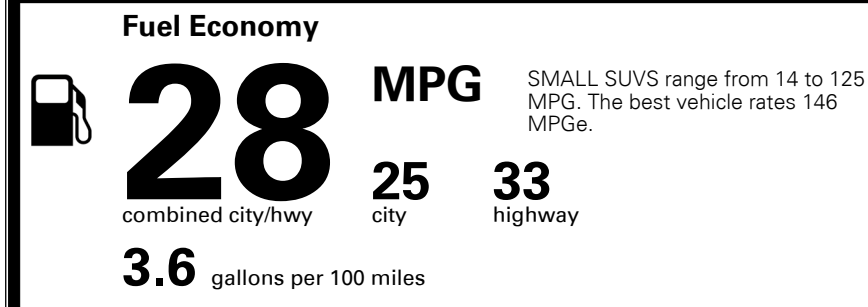 Fuel Economy
28
MPG
SMALL SUVS range from 14 to 125
MPG. The best vehicle rates 146
MPGe.
combined city/hwy
25
city
33
highway
3.6 gallons per 100 miles